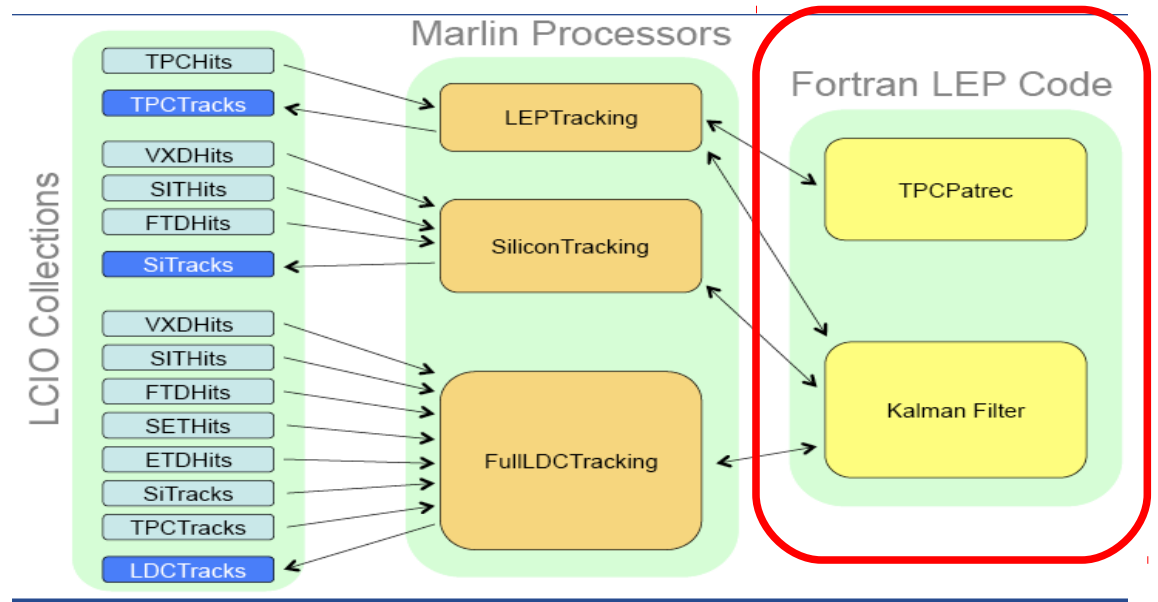 Marlin Processors
Fortran LEP Code
LCIO Collections
TPCHits
TPCTracks
VXDHits
SITHits
FTDHits
SiTracks
VXDHits
SITHits
FTDHits
SETHits
ETDHits
SiTracks
TPCTracks
LDCTracks
LEPTracking
SiliconTracking
FullLDCTracking
TPCPatrec
Kalman Filter